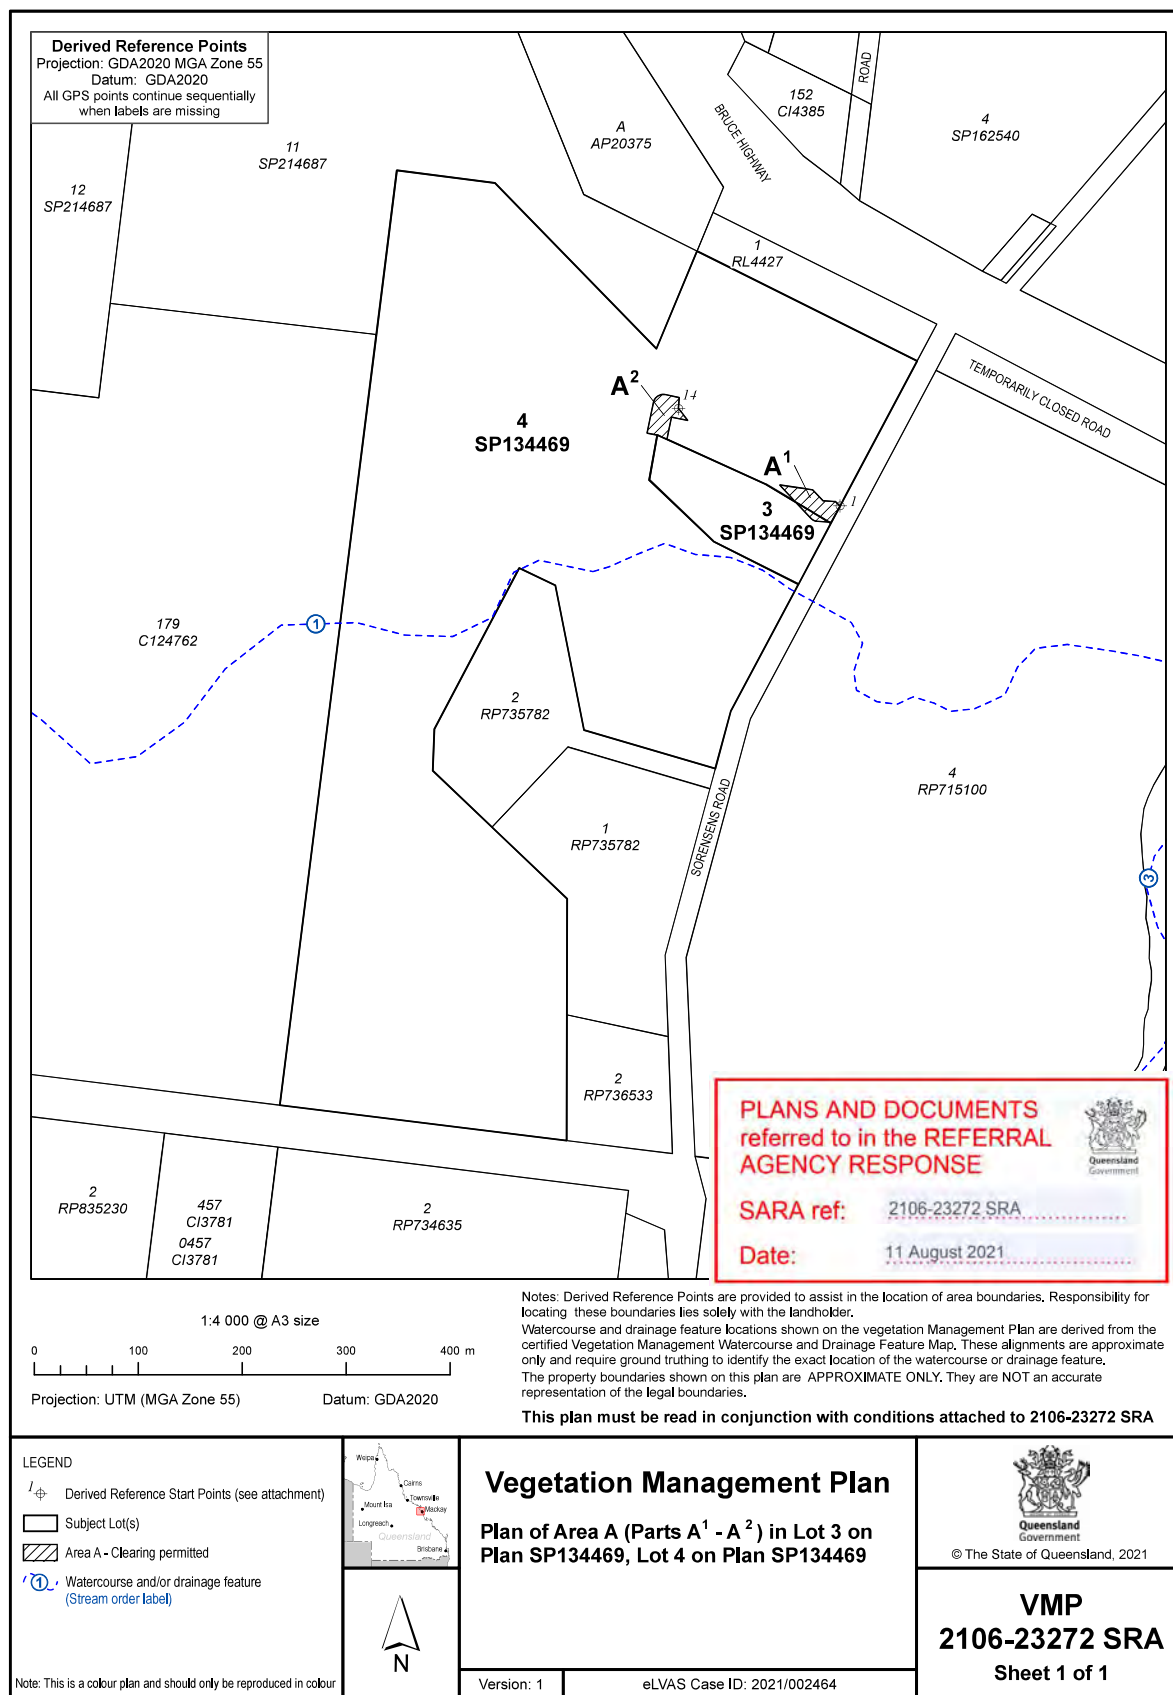 Derived Reference Points
Projection: GDA2020 MGA Zone 55
Datum: GDA2020
All GPS points continue sequentially
when labels are missing
11
SP214687
12
SP214687
A
AP20375
BRUCE HIGHWAY
152
CI4385
ROAD
4
SP162540
1
RL4427
TEMPORARILY CLOSED ROAD
A2
14
4
SP134469
A1
1
3
SP134469
179
C124762
1
2
RP735782
1
RP735782
SORENSENS ROAD
4
RP715100
3
2
RP736533
2
RP835230
457
CI3781
0457
CI3781
2
RP734635
PLANS AND DOCUMENTS
referred to in the REFERRAL
AGENCY RESPONSE
Queensland
Government
SARA ref: 2106-23272 SRA
Date: 11 August 2021
1:4 000 @ A3 size
0 100 200 300 400 m
Projection: UTM (MGA Zone 55) Datum: GDA2020
Notes: Derived Reference Points are provided to assist in the location of area boundaries. Responsibility for
locating these boundaries lies solely with the landholder.
Watercourse and drainage feature locations shown on the vegetation Management Plan are derived from the
certified Vegetation Management Watercourse and Drainage Feature Map. These alignments are approximate
only and require ground truthing to identify the exact location of the watercourse or drainage feature.
The property boundaries shown on this plan are APPROXIMATE ONLY. They are NOT an accurate
representation of the legal boundaries.
This plan must be read in conjunction with conditions attached to 2106-23272 SRA
LEGEND
1 Derived Reference Start Points (see attachment)
Subject Lot(s)
Area A - Clearing permitted
1 Watercourse and/or drainage feature
(Stream order label)
Note: This is a colour plan and should only be reproduced in colour
Weipa
Cairns
Townsville
Mount Isa
Mackay
Longreach
Queensland
Brisbane
N
Vegetation Management Plan
Plan of Area A (Parts A1 - A2) in Lot 3 on
Plan SP134469, Lot 4 on Plan SP134469
Version: 1
eLVAS Case ID: 2021/002464
Queensland
Government
© The State of Queensland, 2021
VMP
2106-23272 SRA
Sheet 1 of 1